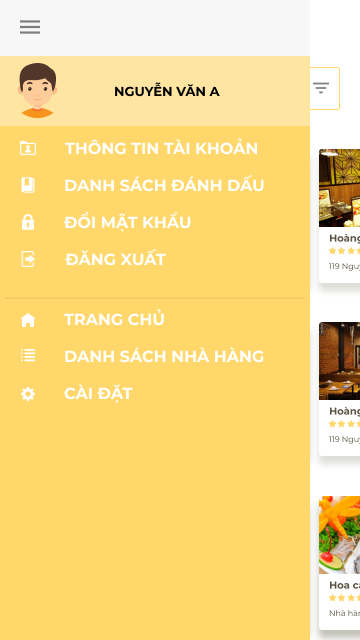 NGUYỄN VĂN A
THÔNG TIN TÀI KHOẢN
DANH SÁCH ĐÁNH DẤU
ĐỔI MẬT KHẨU
ĐĂNG XUẤT
TRANG CHỦ
DANH SÁCH NHÀ HÀNG
CÀI ĐẶT
Hoàng
119 Nguy
Hoàng
119 Nguy
Hoa cả
Nhà hàn